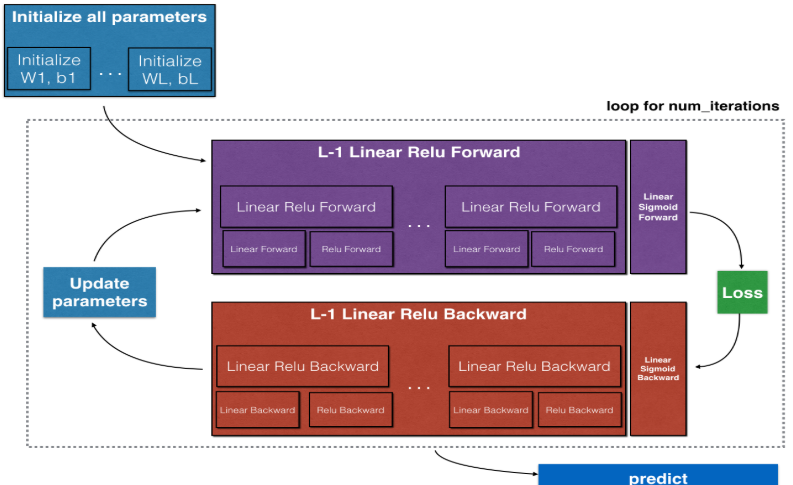 Initialize all parameters
Initialize
W1, b1
. . .
Initialize
WL, bL
loop for num_iterations
L-1 Linear Relu Forward
Linear Relu Forward
Linear Forward
Relu Forward
. . .
Linear Relu Forward
Linear Forward
Relu Forward
Linear
Sigmoid
Forward
Loss
Update
parameters
L-1 Linear Relu Backward
Linear Relu Backward
Linear Backward
Relu Backward
. . .
Linear Relu Backward
Linear Backward
Relu Backward
Linear
Sigmoid
Backward
predict